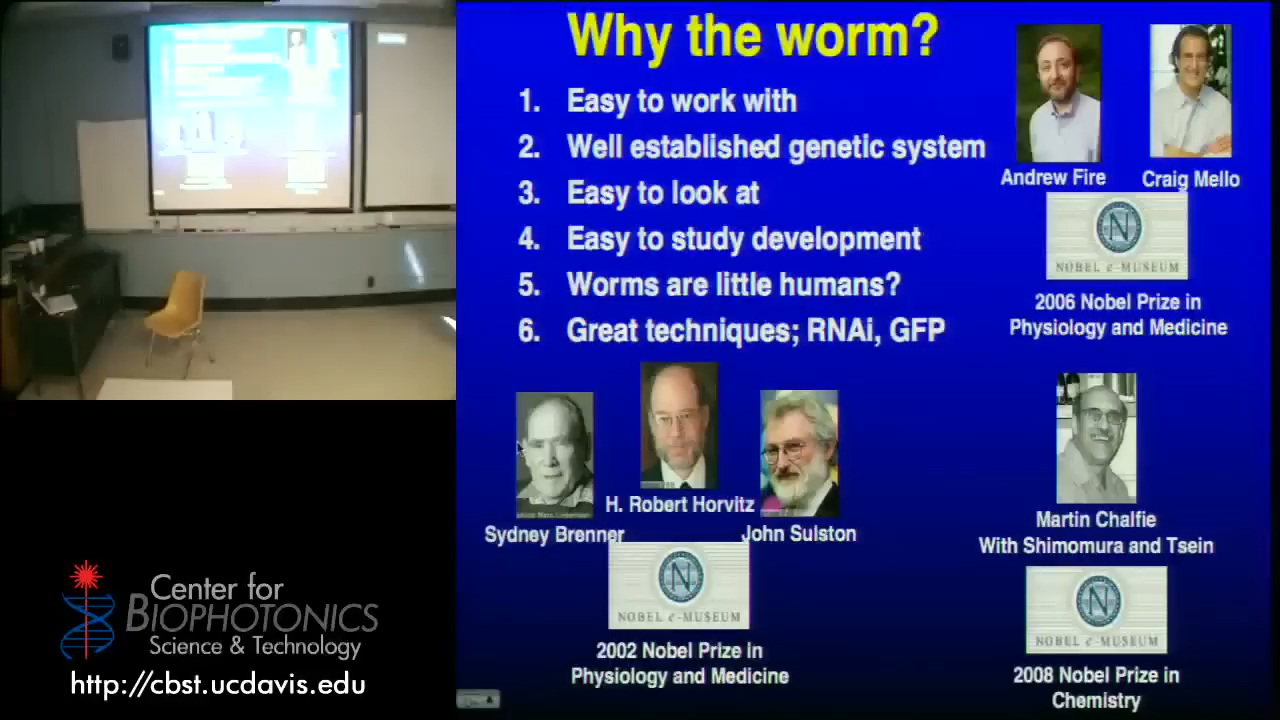 Why the worm?
1. Easy to work with
2. Well established genetic system
3. Easy to look at
4. Easy to study development
5. Worms are little humans?
6. Great techniques; RNAi, GFP
Andrew Fire
Craig Mello
NOBEL e-MUSEUM
2006 Nobel Prize in
Physiology and Medicine
Sydney Brenner
H. Robert Horvitz
John Sulston
NOBEL e-MUSEUM
2002 Nobel Prize in
Physiology and Medicine
Martin Chalfie
With Shimomura and Tsein
NOBEL e-MUSEUM
2008 Nobel Prize in
Chemistry
Center for
BIOPHOTONICS
Science & Technology
http://cbst.ucdavis.edu